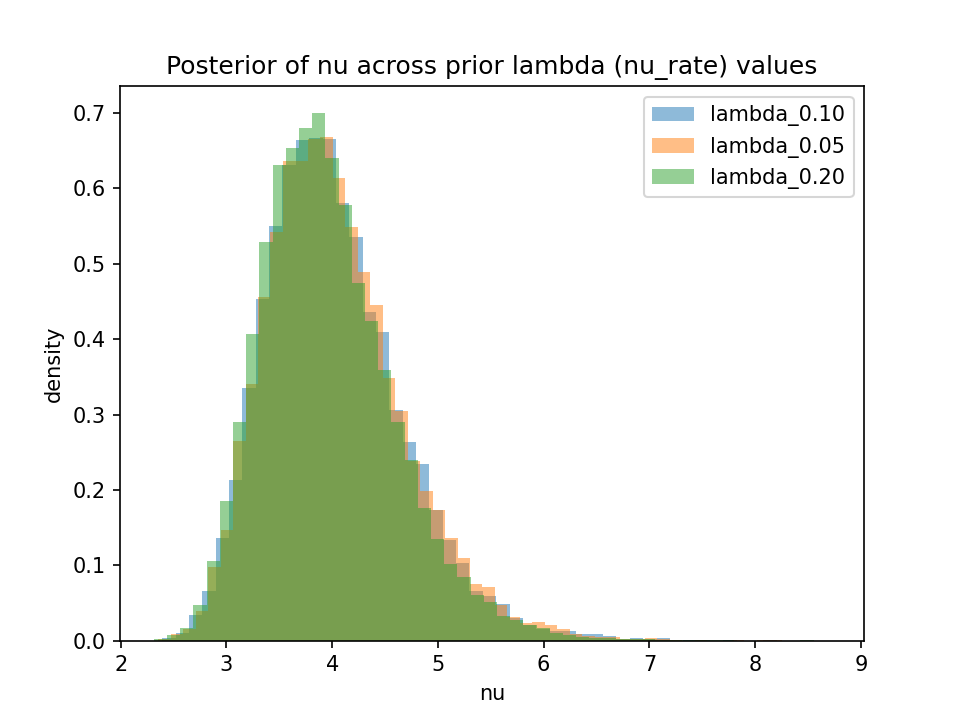 Posterior of nu across prior lambda (nu_rate) values
lambda_0.10
lambda_0.05
lambda_0.20
density
0.7
0.6
0.5
0.4
0.3
0.2
0.1
0.0
2 3 4 5 6 7 8 9
nu